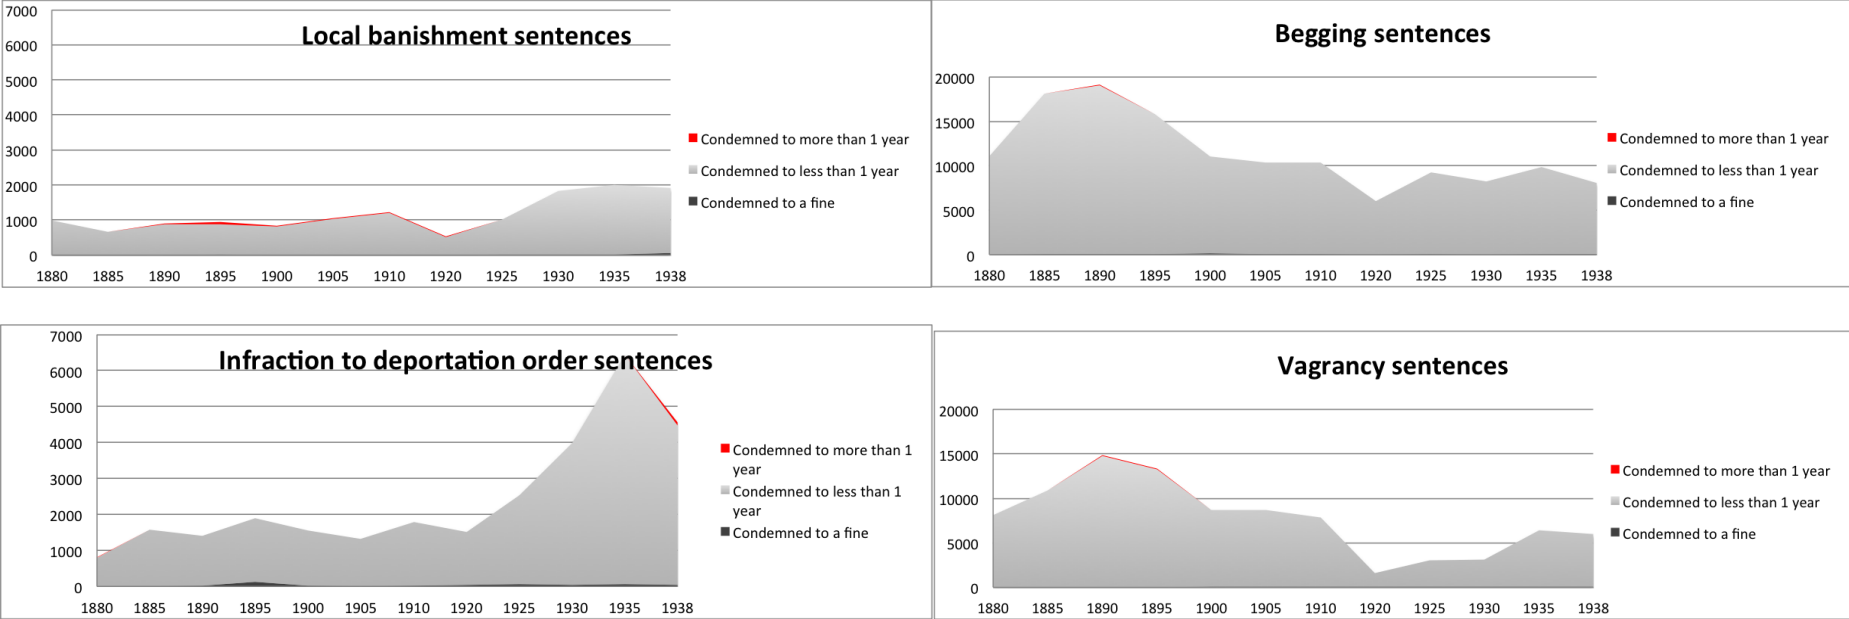 Local banishment sentences
7000
6000
5000
4000
3000
2000
1000
0
1880 1885 1890 1895 1900 1905 1910 1920 1925 1930 1935 1938
Condemned to more than 1 year
Condemned to less than 1 year
Condemned to a fine
Begging sentences
20000
15000
10000
5000
0
1880 1885 1890 1895 1900 1905 1910 1920 1925 1930 1935 1938
Condemned to more than 1 year
Condemned to less than 1 year
Condemned to a fine
Infraction to deportation order sentences
7000
6000
5000
4000
3000
2000
1000
0
1880 1885 1890 1895 1900 1905 1910 1920 1925 1930 1935 1938
Condemned to more than 1
year
Condemned to less than 1
year
Condemned to a fine
Vagrancy sentences
20000
15000
10000
5000
0
1880 1885 1890 1895 1900 1905 1910 1920 1925 1930 1935 1938
Condemned to more than 1 year
Condemned to less than 1 year
Condemned to a fine